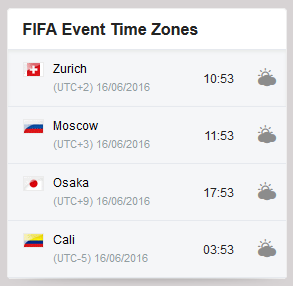 FIFA Event Time Zones
Zurich
(UTC+2) 16/06/2016
10:53
Moscow
(UTC+3) 16/06/2016
11:53
Osaka
(UTC+9) 16/06/2016
17:53
Cali
(UTC-5) 16/06/2016
03:53